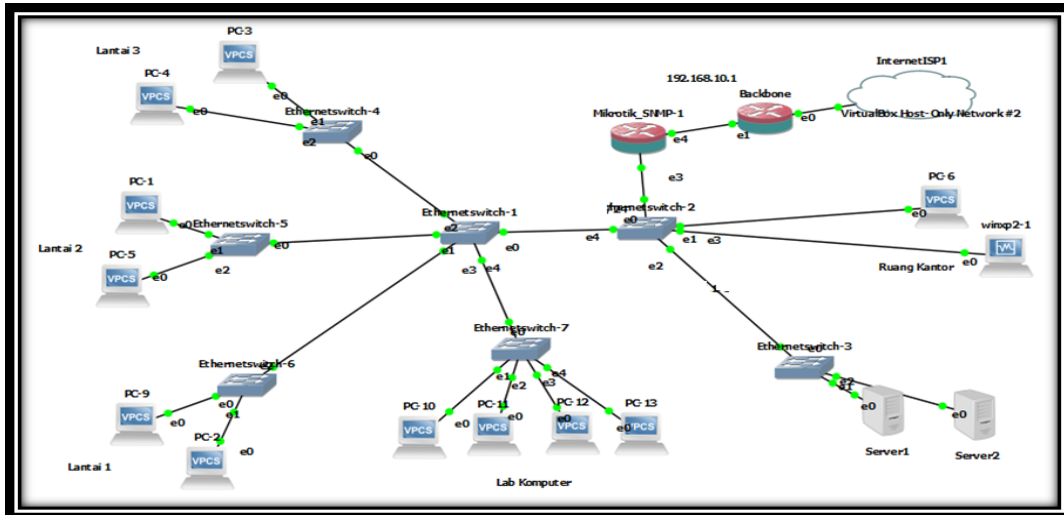 PC-3
Lantai 3
VPCS
e0
PC-4
VPCS
e0
Ethernetswitch-4
e1
e2
e0
InternetISP1
192.168.10.1
Backbone
VirtualBox Host-Only Network #2
e0
e1
Mikrotik_SNMP-1
e4
e3
PC-1
VPCS
e0
Ethernetswitch-5
e1
e0
e2
Lantai 2
PC-5
VPCS
e0
Ethernetswitch-1
e2
e1
e0
e3
e4
e0
e4
e1
e3
e2
PC-6
VPCS
e0
winxp2-1
e0
Ruang Kantor
Ethernetswitch-7
e0
e1
e2
e3
e4
Ethernetswitch-3
e0
e2
e1
Ethernetswitch-6
e0
e1
PC-9
VPCS
e0
PC-2
VPCS
e0
Lantai 1
PC-10
VPCS
e0
PC-11
VPCS
e0
PC-12
VPCS
e0
PC-13
VPCS
e0
Lab Komputer
e0
Server1
e0
Server2